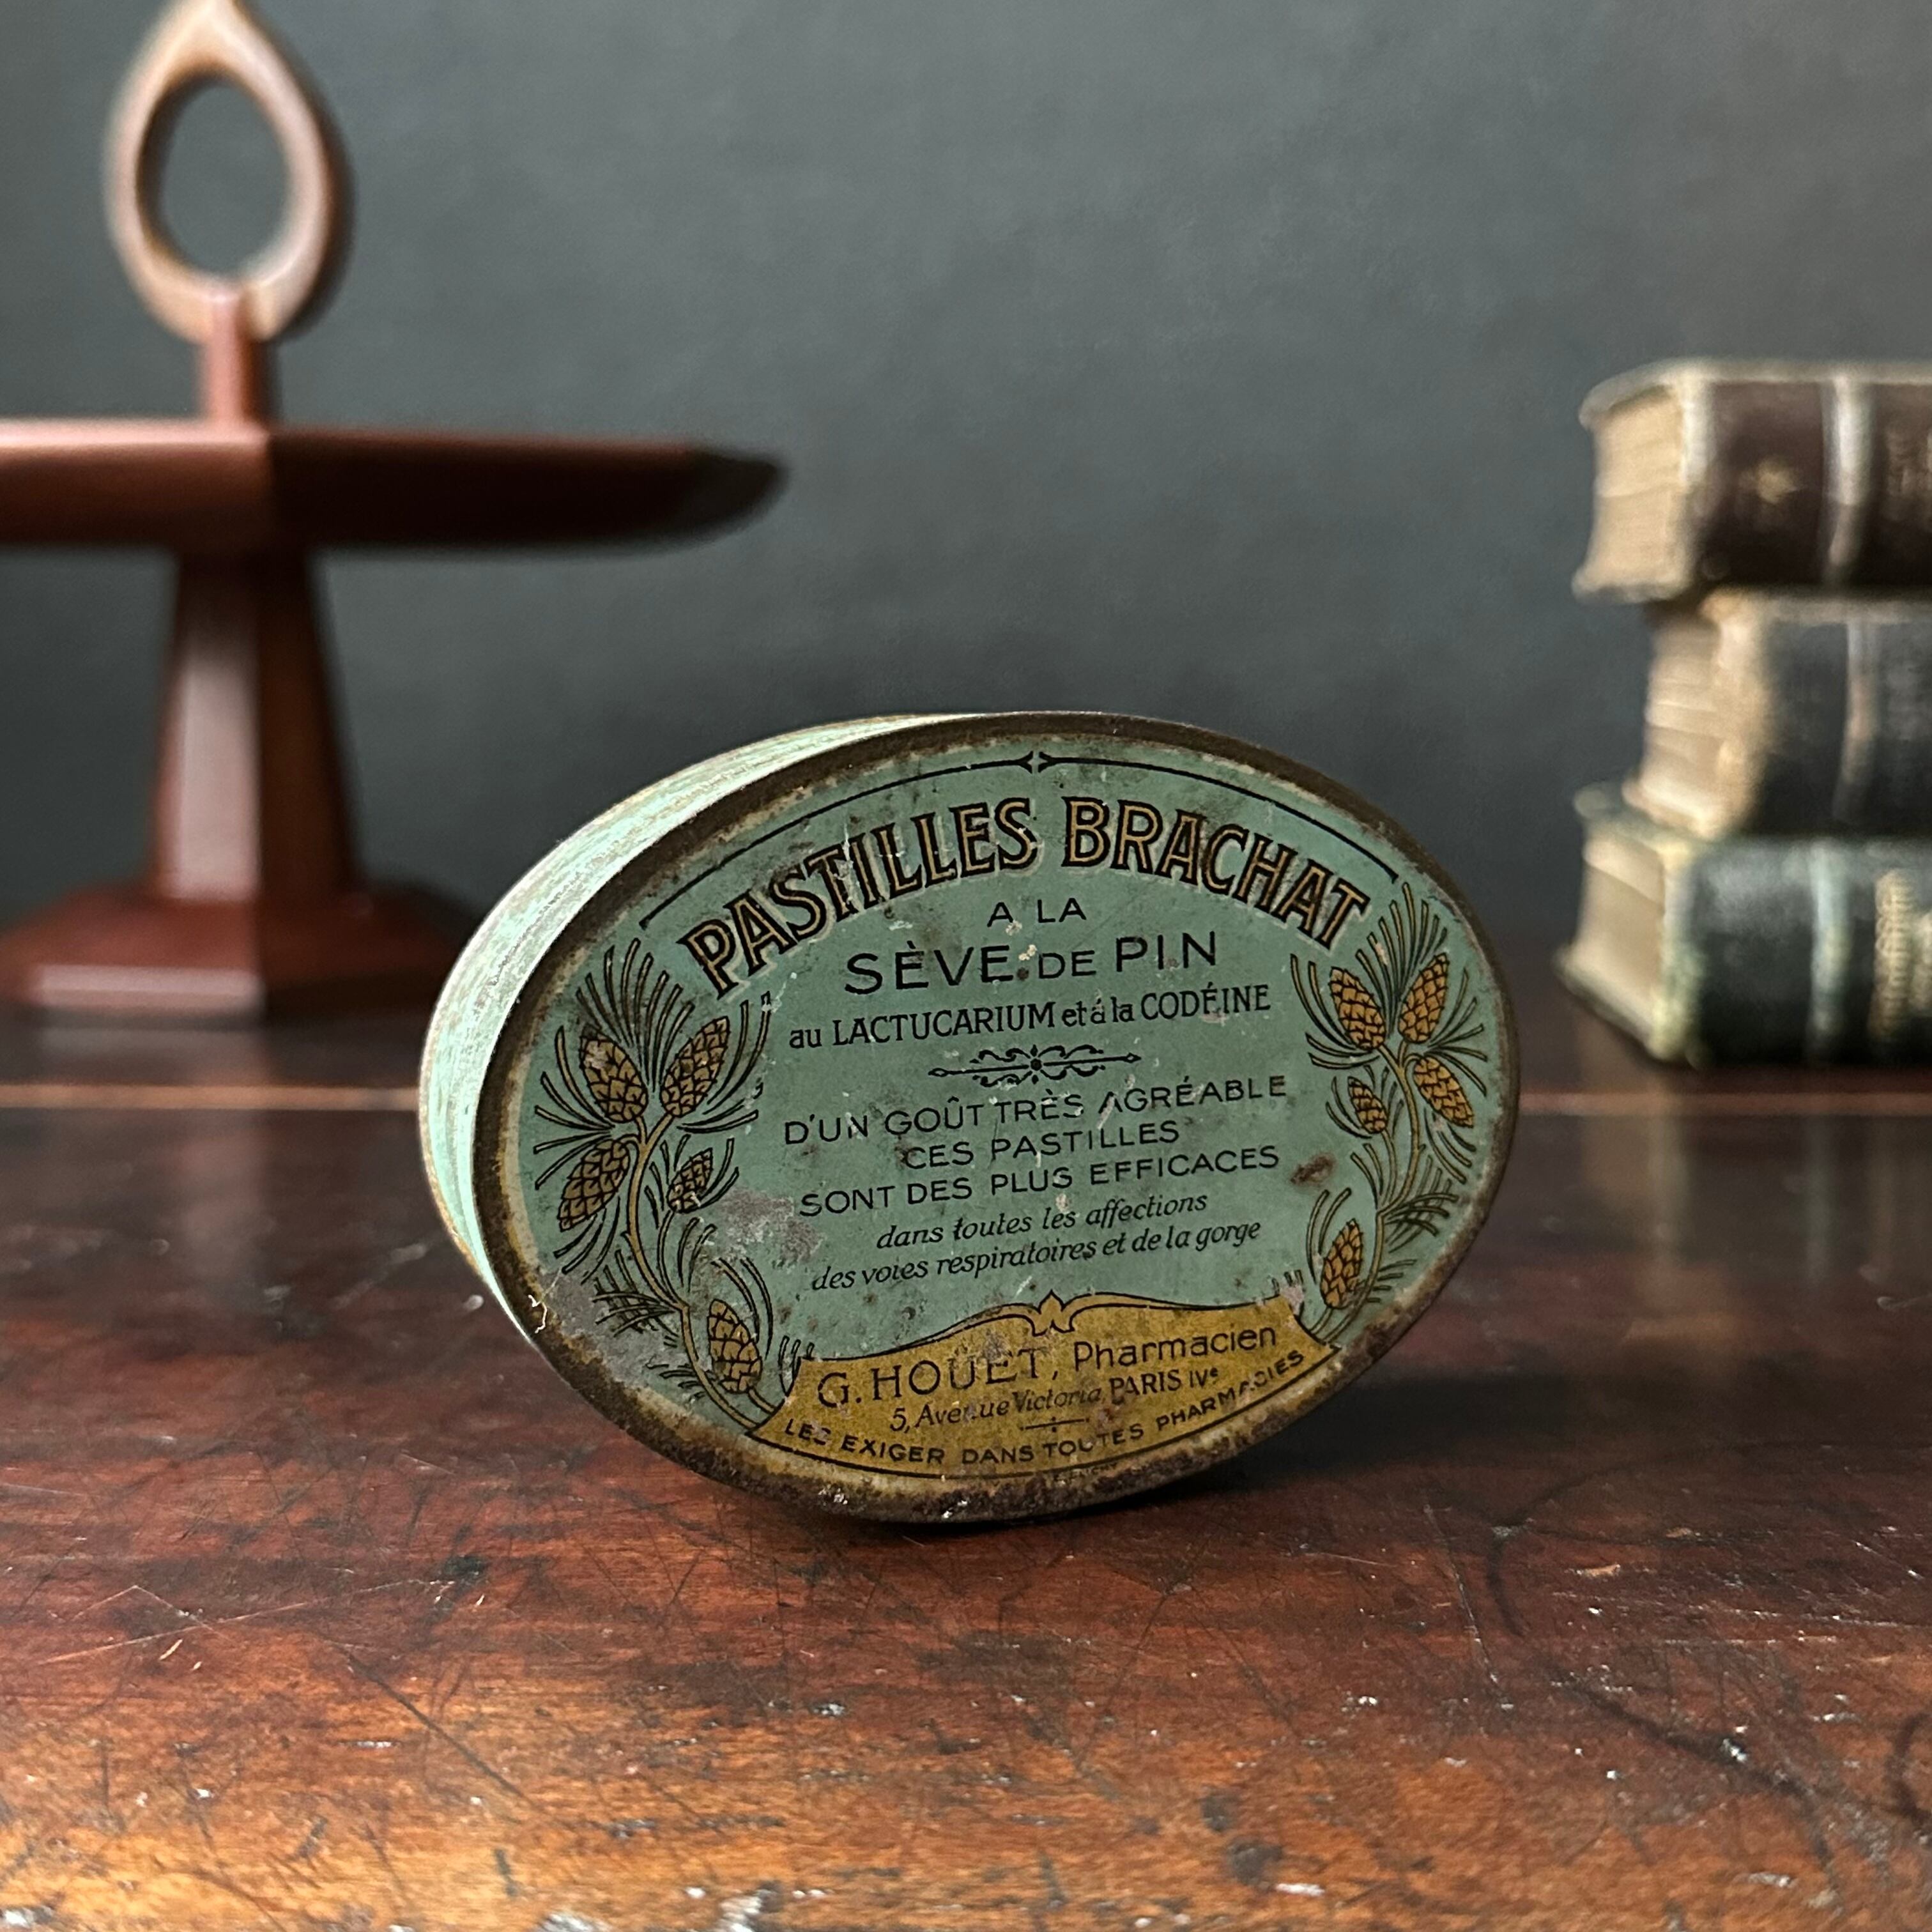 PASTILLES BRACHAT
A LA
SÈVE DE PIN
au LACTUCARIUM et á la CODÉINE
D'UN GOÛT TRÈS AGRÉABLE
CES PASTILLES
SONT DES PLUS EFFICACES
dans toutes les affections
des voies respiratoires et de la gorge
G. HOUET, Pharmacien
5, Avenue Victoria, PARIS IVe
LES EXIGER DANS TOUTES PHARMACIES